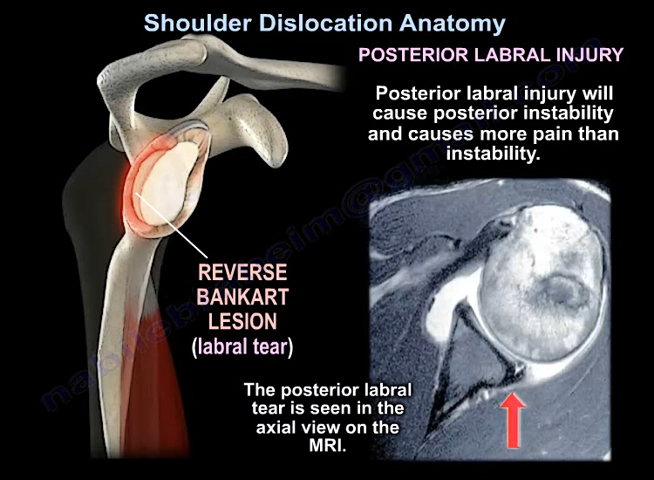 Shoulder Dislocation Anatomy
POSTERIOR LABRAL INJURY
Posterior labral injury will
cause posterior instability
and causes more pain than
instability.
REVERSE
BANKART
LESION
(labral tear)
The posterior labral
tear is seen in the
axial view on the
MRI.